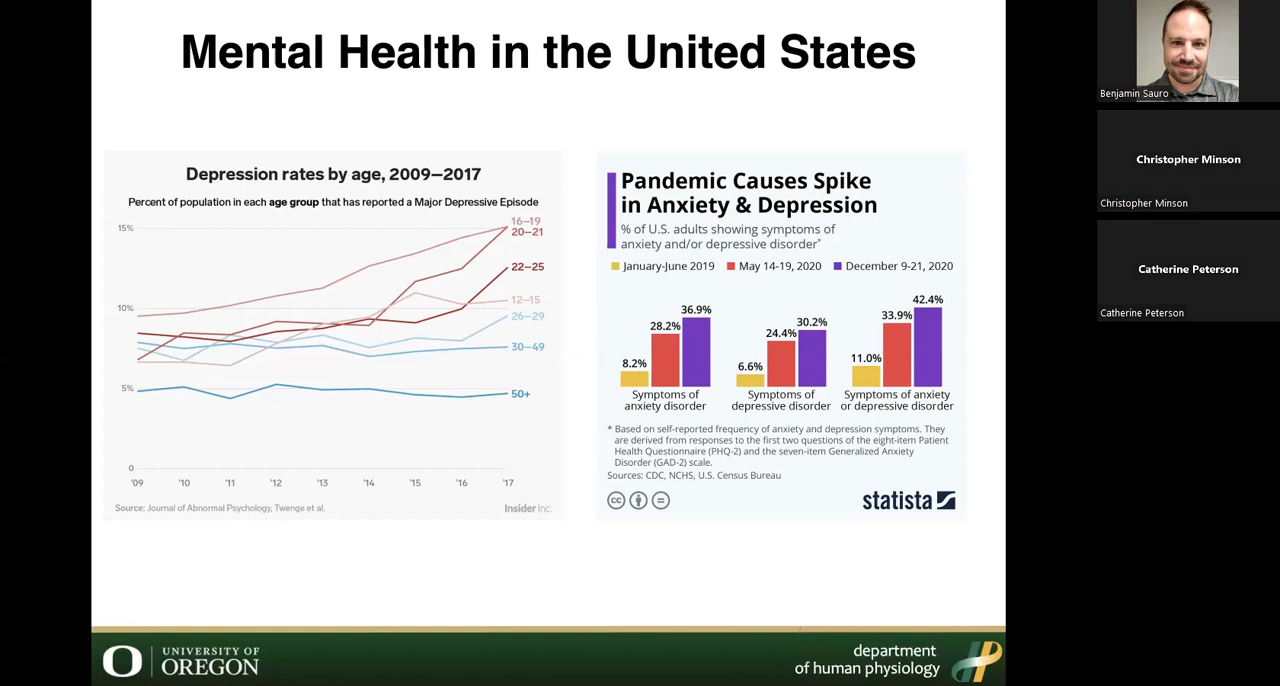 Mental Health in the United States
Depression rates by age, 2009–2017
Percent of population in each age group that has reported a Major Depressive Episode
15%
10%
5%
0
16–19
20–21
22–25
12–15
26–29
30–49
50+
'09 '10 '11 '12 '13 '14 '15 '16 '17
Source: Journal of Abnormal Psychology, Twenge et al.
Insider Inc.
Pandemic Causes Spike
in Anxiety & Depression
% of U.S. adults showing symptoms of
anxiety and/or depressive disorder*
January-June 2019 May 14-19, 2020 December 9-21, 2020
8.2% 28.2% 36.9%
6.6% 24.4% 30.2%
11.0% 33.9% 42.4%
Symptoms of
anxiety disorder
Symptoms of
depressive disorder
Symptoms of anxiety
or depressive disorder
* Based on self-reported frequency of anxiety and depression symptoms. They
are derived from responses to the first two questions of the eight-item Patient
Health Questionnaire (PHQ-2) and the seven-item Generalized Anxiety
Disorder (GAD-2) scale.
Sources: CDC, NCHS, U.S. Census Bureau
cc
statista
O
UNIVERSITY OF
OREGON
department
of human physiology
Benjamin Sauro
Christopher Minson
Christopher Minson
Catherine Peterson
Catherine Peterson